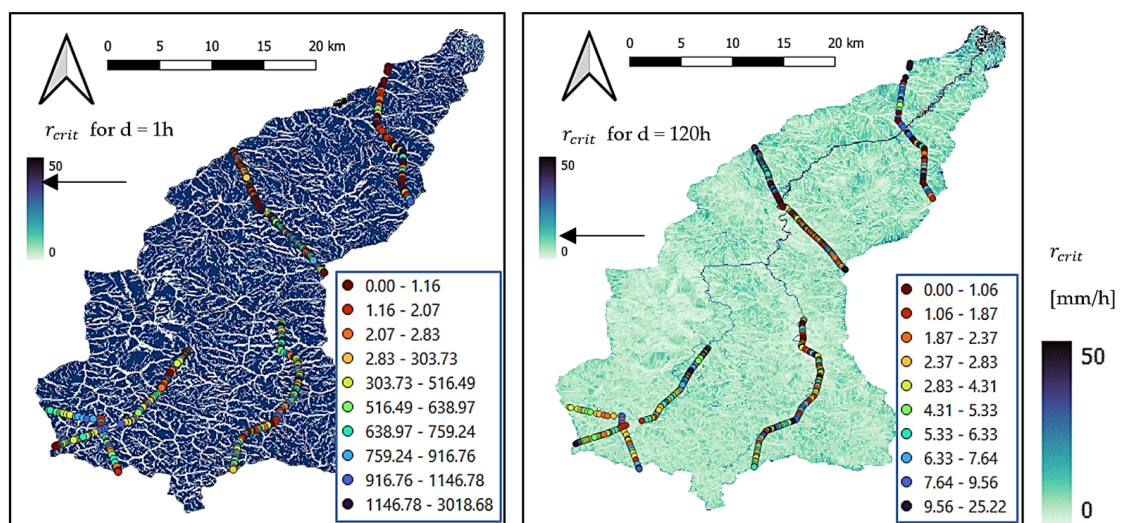 0 5 10 15 20 km
r_crit for d = 1h
50
0
0.00 - 1.16
1.16 - 2.07
2.07 - 2.83
2.83 - 303.73
303.73 - 516.49
516.49 - 638.97
638.97 - 759.24
759.24 - 916.76
916.76 - 1146.78
1146.78 - 3018.68
0 5 10 15 20 km
r_crit for d = 120h
50
0
0.00 - 1.06
1.06 - 1.87
1.87 - 2.37
2.37 - 2.83
2.83 - 4.31
4.31 - 5.33
5.33 - 6.33
6.33 - 7.64
7.64 - 9.56
9.56 - 25.22
r_crit
[mm/h]
50
0